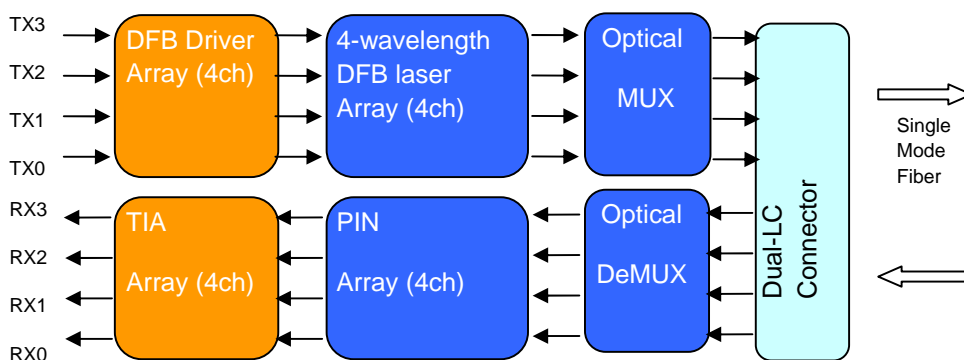 TX3
TX2
TX1
TX0
DFB Driver
Array (4ch)
4-wavelength
DFB laser
Array (4ch)
Optical
MUX
Single
Mode
Fiber
RX3
RX2
RX1
RX0
TIA
Array (4ch)
PIN
Array (4ch)
Optical
DeMUX
Dual-LC
Connector